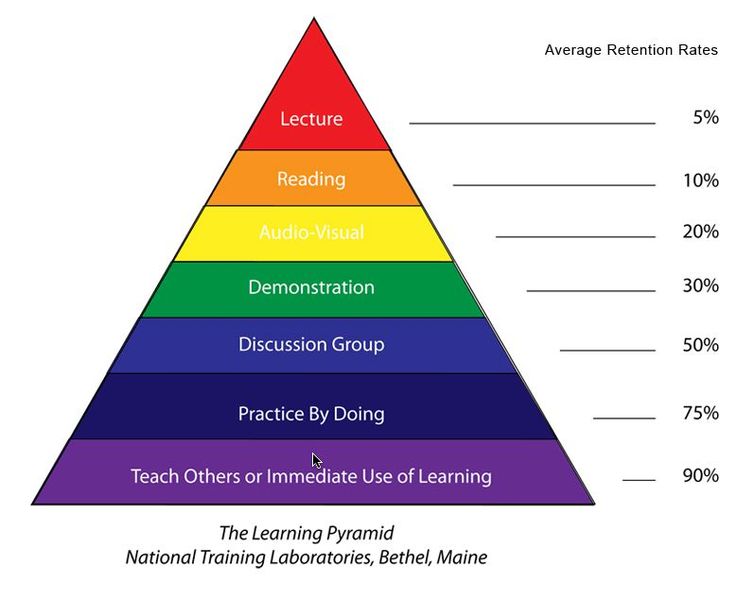 Average Retention Rates
Lecture 5%
Reading 10%
Audio-Visual 20%
Demonstration 30%
Discussion Group 50%
Practice By Doing 75%
Teach Others or Immediate Use of Learning 90%
The Learning Pyramid
National Training Laboratories, Bethel, Maine